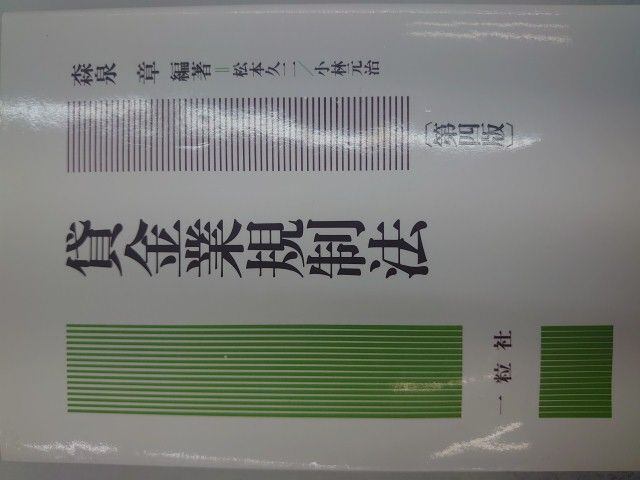 森泉 章 編著=松本久二/小林元治
貸金業規制法
〔第四版〕
一粒社